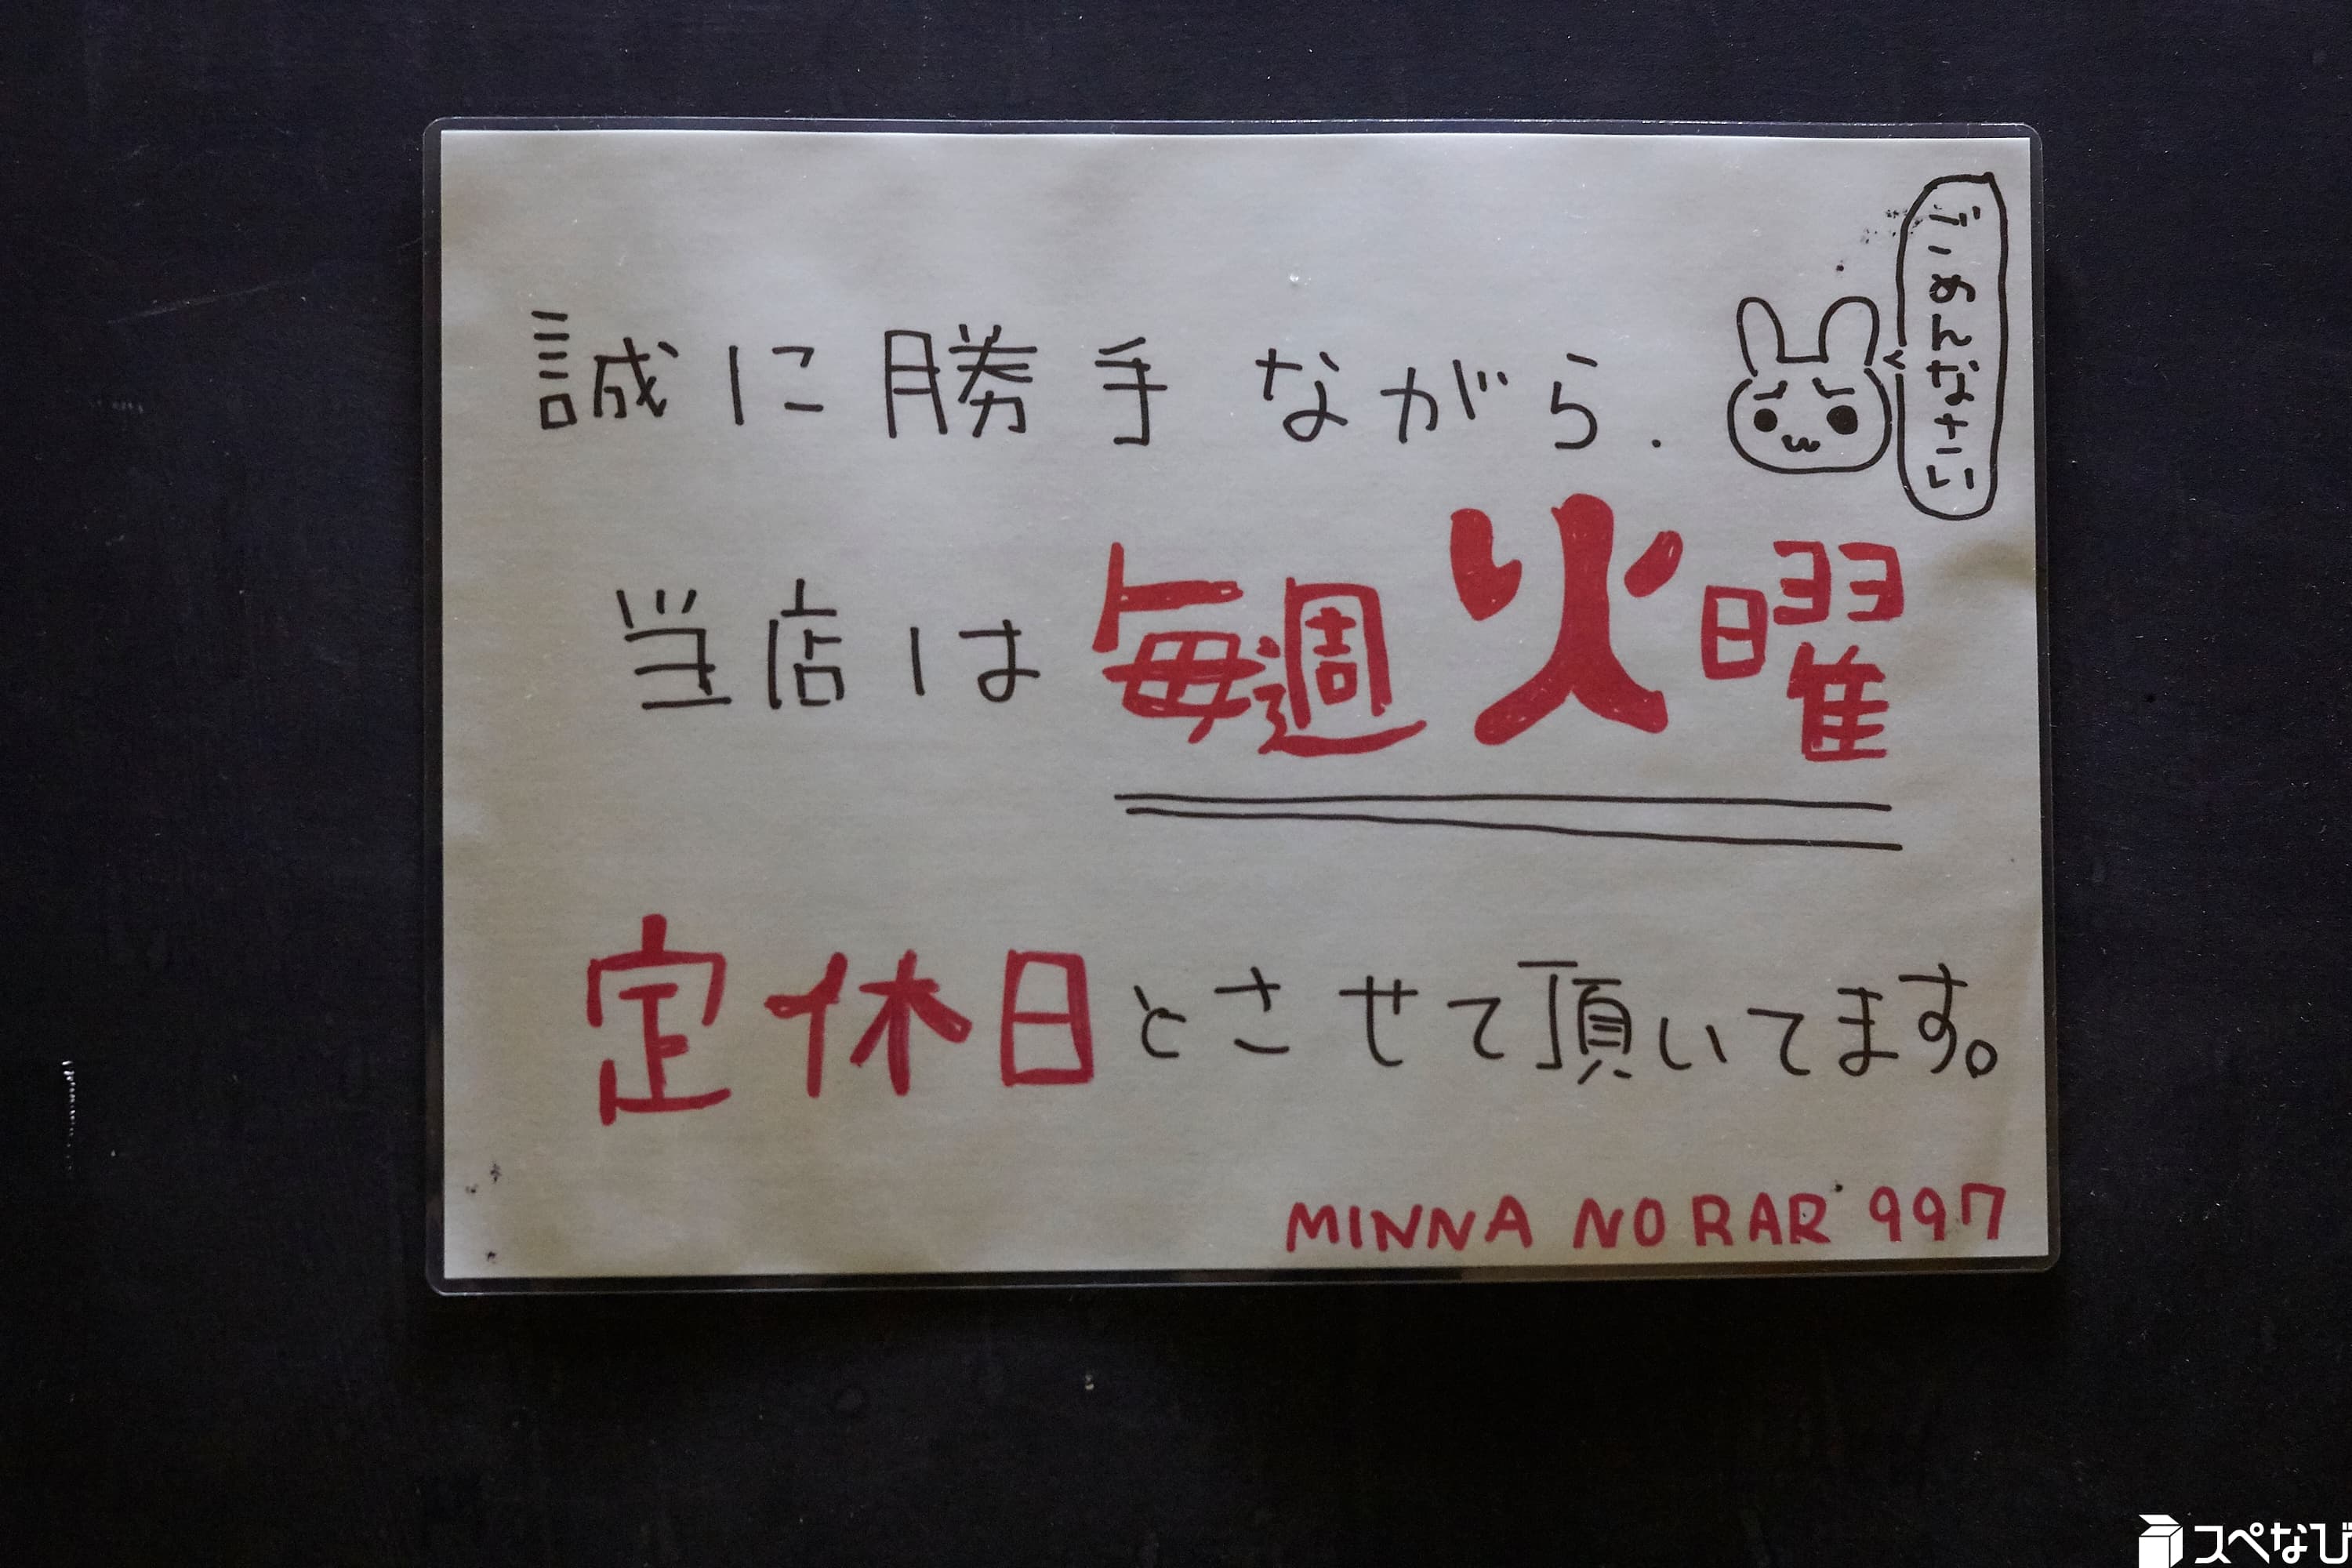 誠に勝手ながら.
ごめんなさい
当店は毎週火曜
定休日とさせて頂いてます。
MINNA NO RAR 997
スペなび